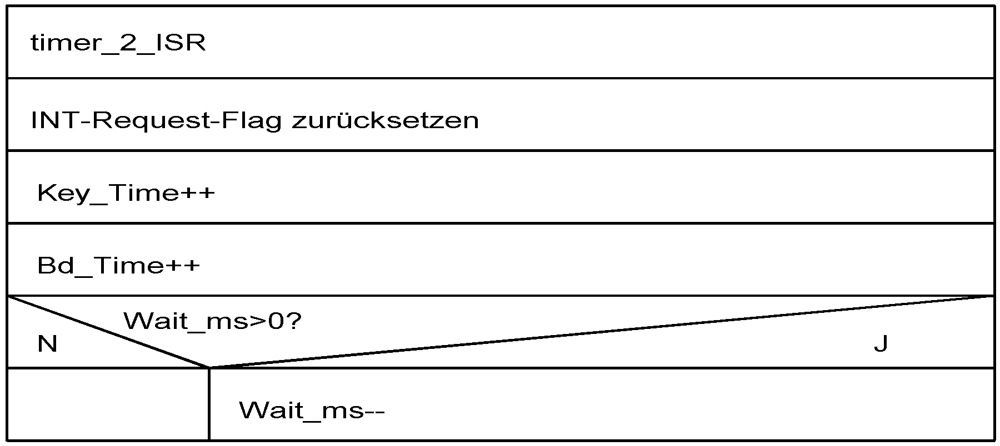 timer_2_ISR
INT-Request-Flag zurücksetzen
Key_Time++
Bd_Time++
Wait_ms>0?
N
J
Wait_ms--